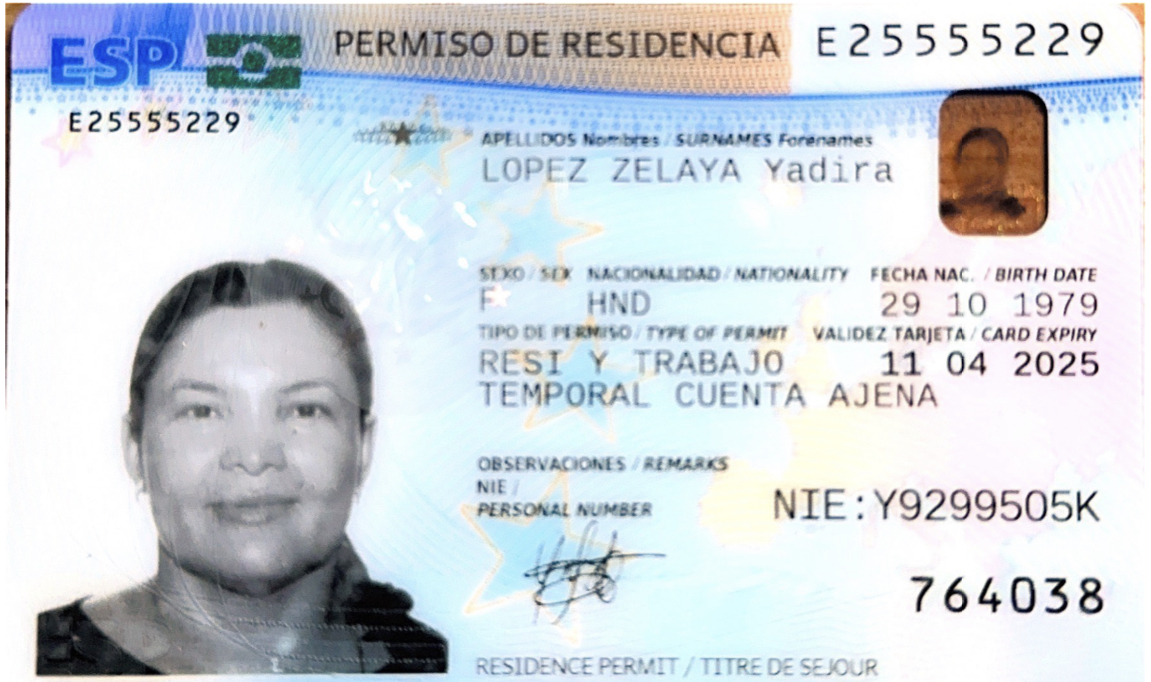 ESP PERMISO DE RESIDENCIA E25555229
E25555229
APELLIDOS Nombres / SURNAMES Forenames
LOPEZ ZELAYA Yadira
SEXO / SEX NACIONALIDAD / NATIONALITY FECHA NAC. / BIRTH DATE
F HND 29 10 1979
TIPO DE PERMISO / TYPE OF PERMIT VALIDEZ TARJETA / CARD EXPIRY
RESI Y TRABAJO 11 04 2025
TEMPORAL CUENTA AJENA
OBSERVACIONES / REMARKS
NIE /
PERSONAL NUMBER NIE:Y9299505K
764038
RESIDENCE PERMIT / TITRE DE SEJOUR